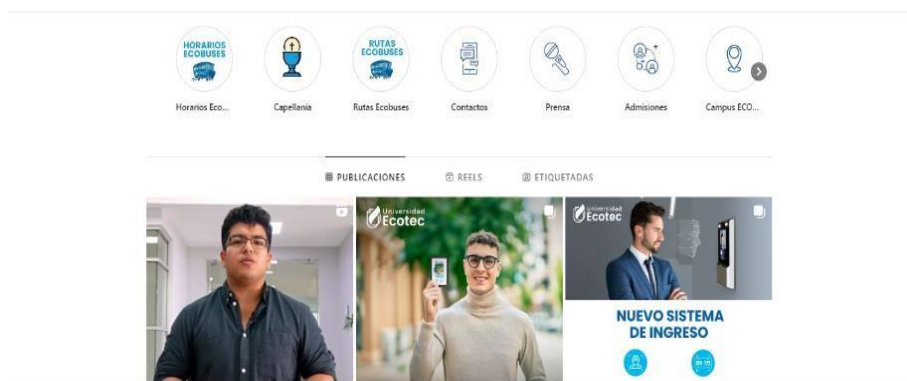 HORARIOS
ECOBUSES
RUTAS
ECOBUSES
Horarios Eco...
Capellanía
Rutas Ecobuses
Contactos
Prensa
Admisiones
Campus ECO...
PUBLICACIONES
REELS
ETIQUETADAS
Universidad
Ecotec
Universidad
Ecotec
NUEVO SISTEMA
DE INGRESO